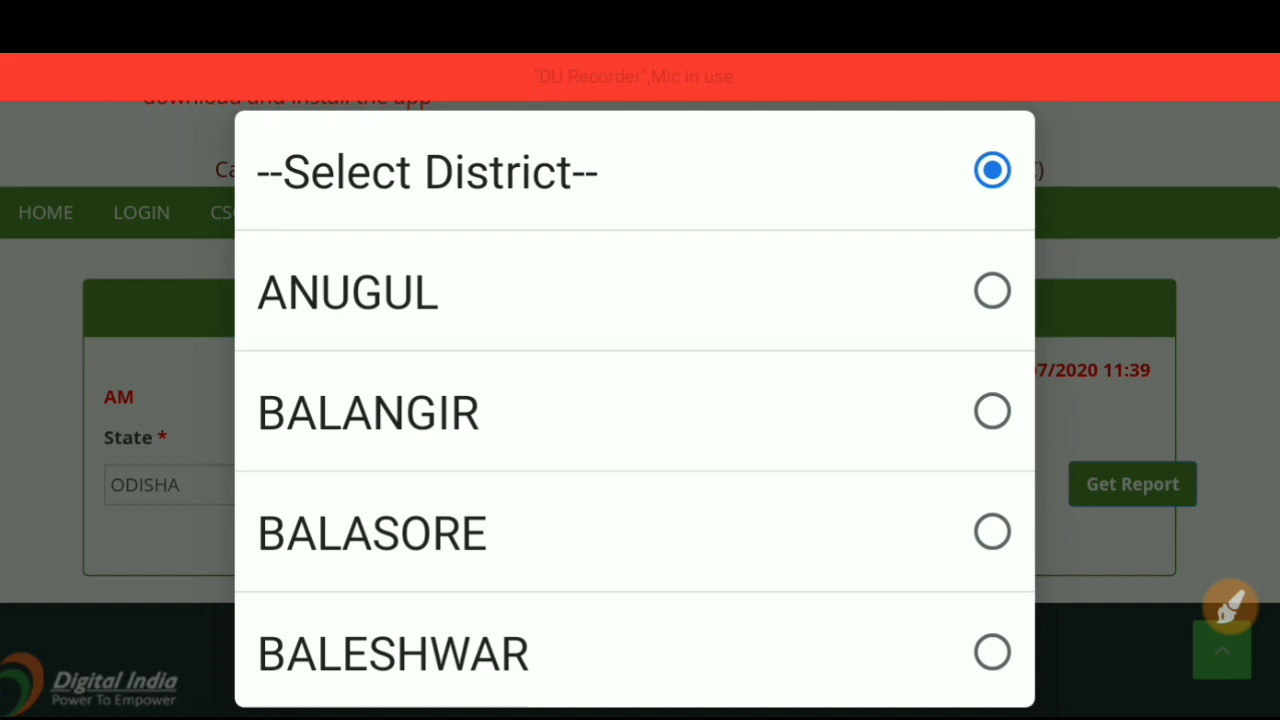 "DU Recorder",Mic in use
download and install the app
--Select District--
HOME
LOGIN
ANUGUL
07/2020 11:39
AM
BALANGIR
State *
ODISHA
Get Report
BALASORE
BALESHWAR
Digital India
Power To Empower